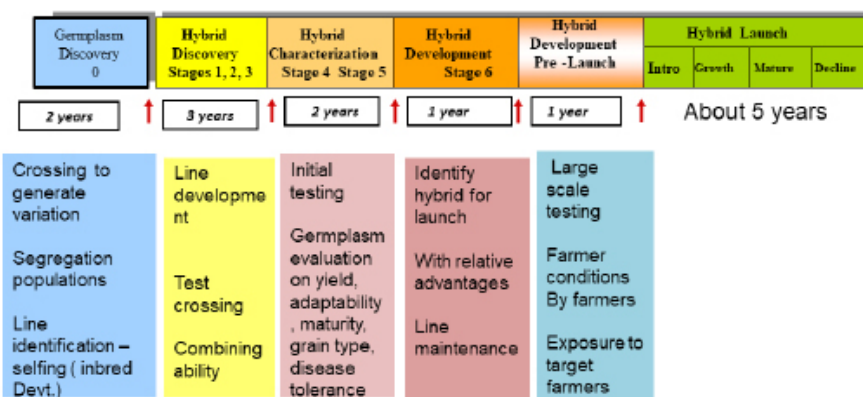 Germplasm
Discovery
0
Hybrid
Discovery
Stages 1, 2, 3
Hybrid
Characterization
Stage 4 Stage 5
Hybrid
Development
Stage 6
Hybrid
Development
Pre -Launch
Hybrid Launch
Intro
Growth
Mature
Decline
2 years
3 years
2 years
1 year
1 year
About 5 years
Crossing to
generate
variation
Segregation
populations
Line
identification –
selfing ( inbred
Devt.)
Line
developme
nt
Test
crossing
Combining
ability
Initial
testing
Germplasm
evaluation
on yield,
adaptability
, maturity,
grain type,
disease
tolerance
Identify
hybrid for
launch
With relative
advantages
Line
maintenance
Large
scale
testing
Farmer
conditions
By farmers
Exposure to
target
farmers